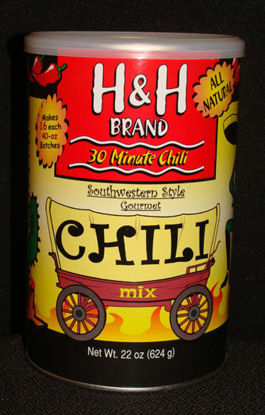 H&H
BRAND
30 Minute Chili
ALL
NATURAL
Makes
16 each
40-oz
Batches
Southwestern Style
Gourmet
CHILI
mix
Net Wt. 22 oz (624 g)